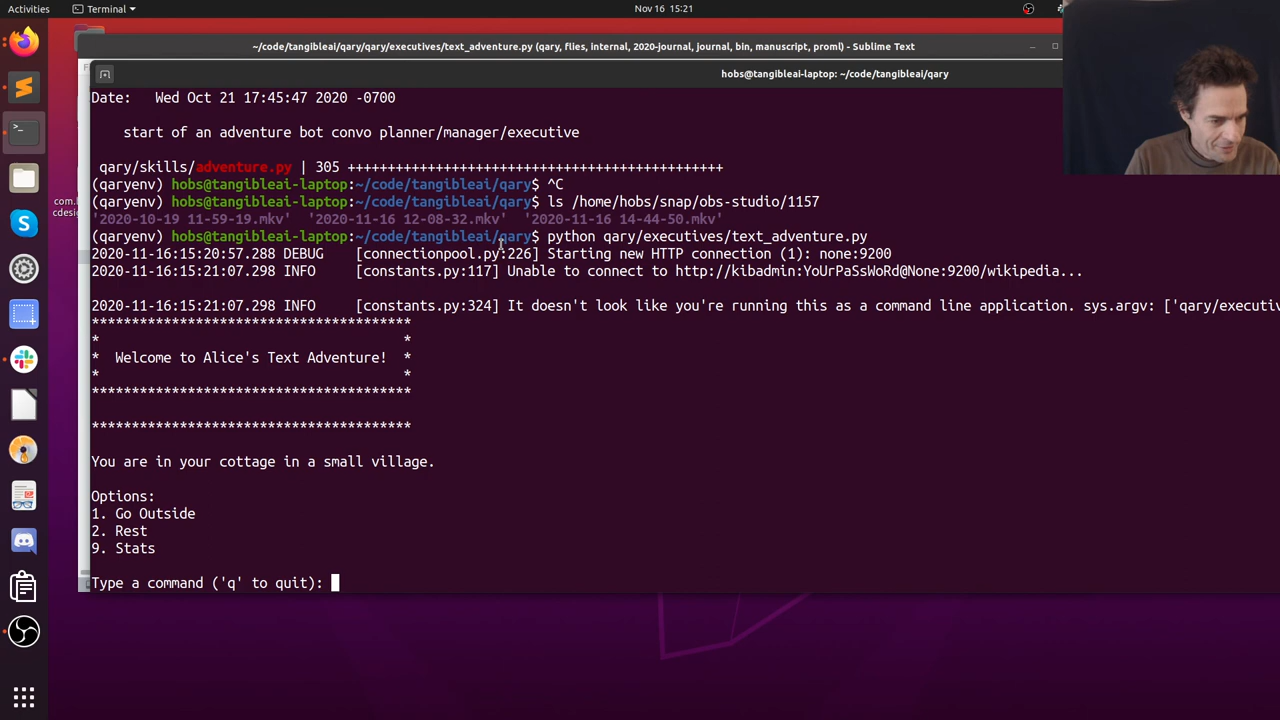 Activities
Terminal
Nov 16 15:21
~/code/tangibleai/qary/qary/executives/text_adventure.py (qary, flies, internal, 2020-journal, journal, bin, manuscript, proml) - Sublime Text
hobs@tangibleai-laptop: ~/code/tangibleai/qary
Date:   Wed Oct 21 17:45:47 2020 -0700
start of an adventure bot convo planner/manager/executive
qary/skills/adventure.py | 305 +++++++++++++++++++++++++++++++++++++++++++++++
(qaryenv) hobs@tangibleai-laptop:~/code/tangibleai/qary$ ^C
(qaryenv) hobs@tangibleai-laptop:~/code/tangibleai/qary$ ls /home/hobs/snap/obs-studio/1157
'2020-10-19 11-59-19.mkv'  '2020-11-16 12-08-32.mkv'  '2020-11-16 14-44-50.mkv'
(qaryenv) hobs@tangibleai-laptop:~/code/tangibleai/qary$ python qary/executives/text_adventure.py
2020-11-16:15:20:57.288 DEBUG    [connectionpool.py:226] Starting new HTTP connection (1): none:9200
2020-11-16:15:21:07.298 INFO     [constants.py:117] Unable to connect to http://kibadmin:YoUrPaSsWoRd@None:9200/wikipedia...
2020-11-16:15:21:07.298 INFO     [constants.py:324] It doesn't look like you're running this as a command line application. sys.argv: ['qary/executiv
****************************************
*                                      *
*  Welcome to Alice's Text Adventure!  *
*                                      *
****************************************
****************************************
You are in your cottage in a small village.
Options:
1. Go Outside
2. Rest
9. Stats
Type a command ('q' to quit):